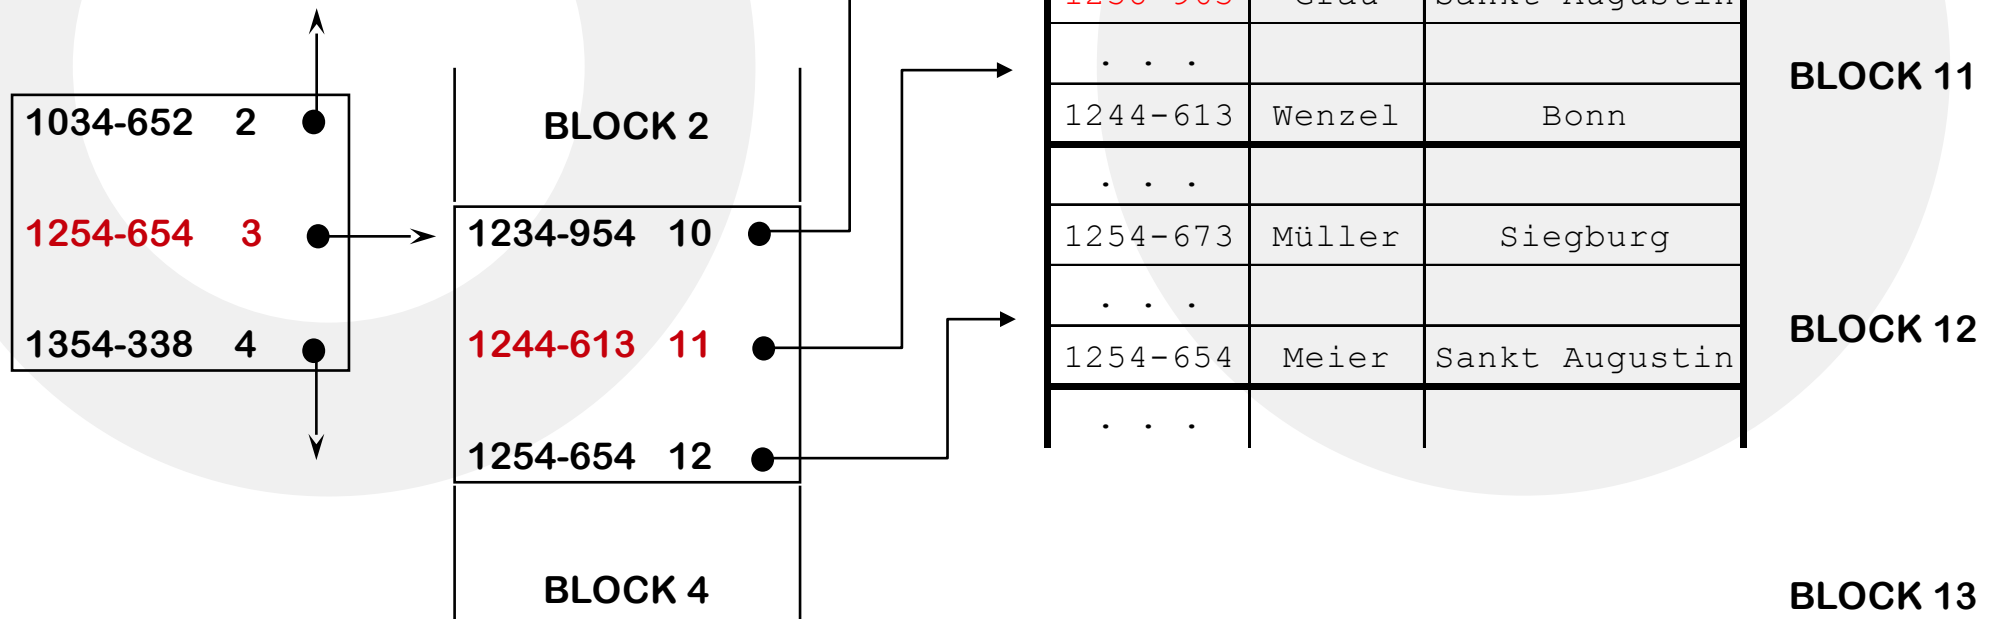 Sankt Augustin
. . .
1244-613 Wenzel Bonn
. . .
1254-673 Müller Siegburg
. . .
1254-654 Meier Sankt Augustin
. . .
BLOCK 11
BLOCK 12
BLOCK 13
1034-652 2
1254-654 3
1354-338 4
BLOCK 2
1234-954 10
1244-613 11
1254-654 12
BLOCK 4